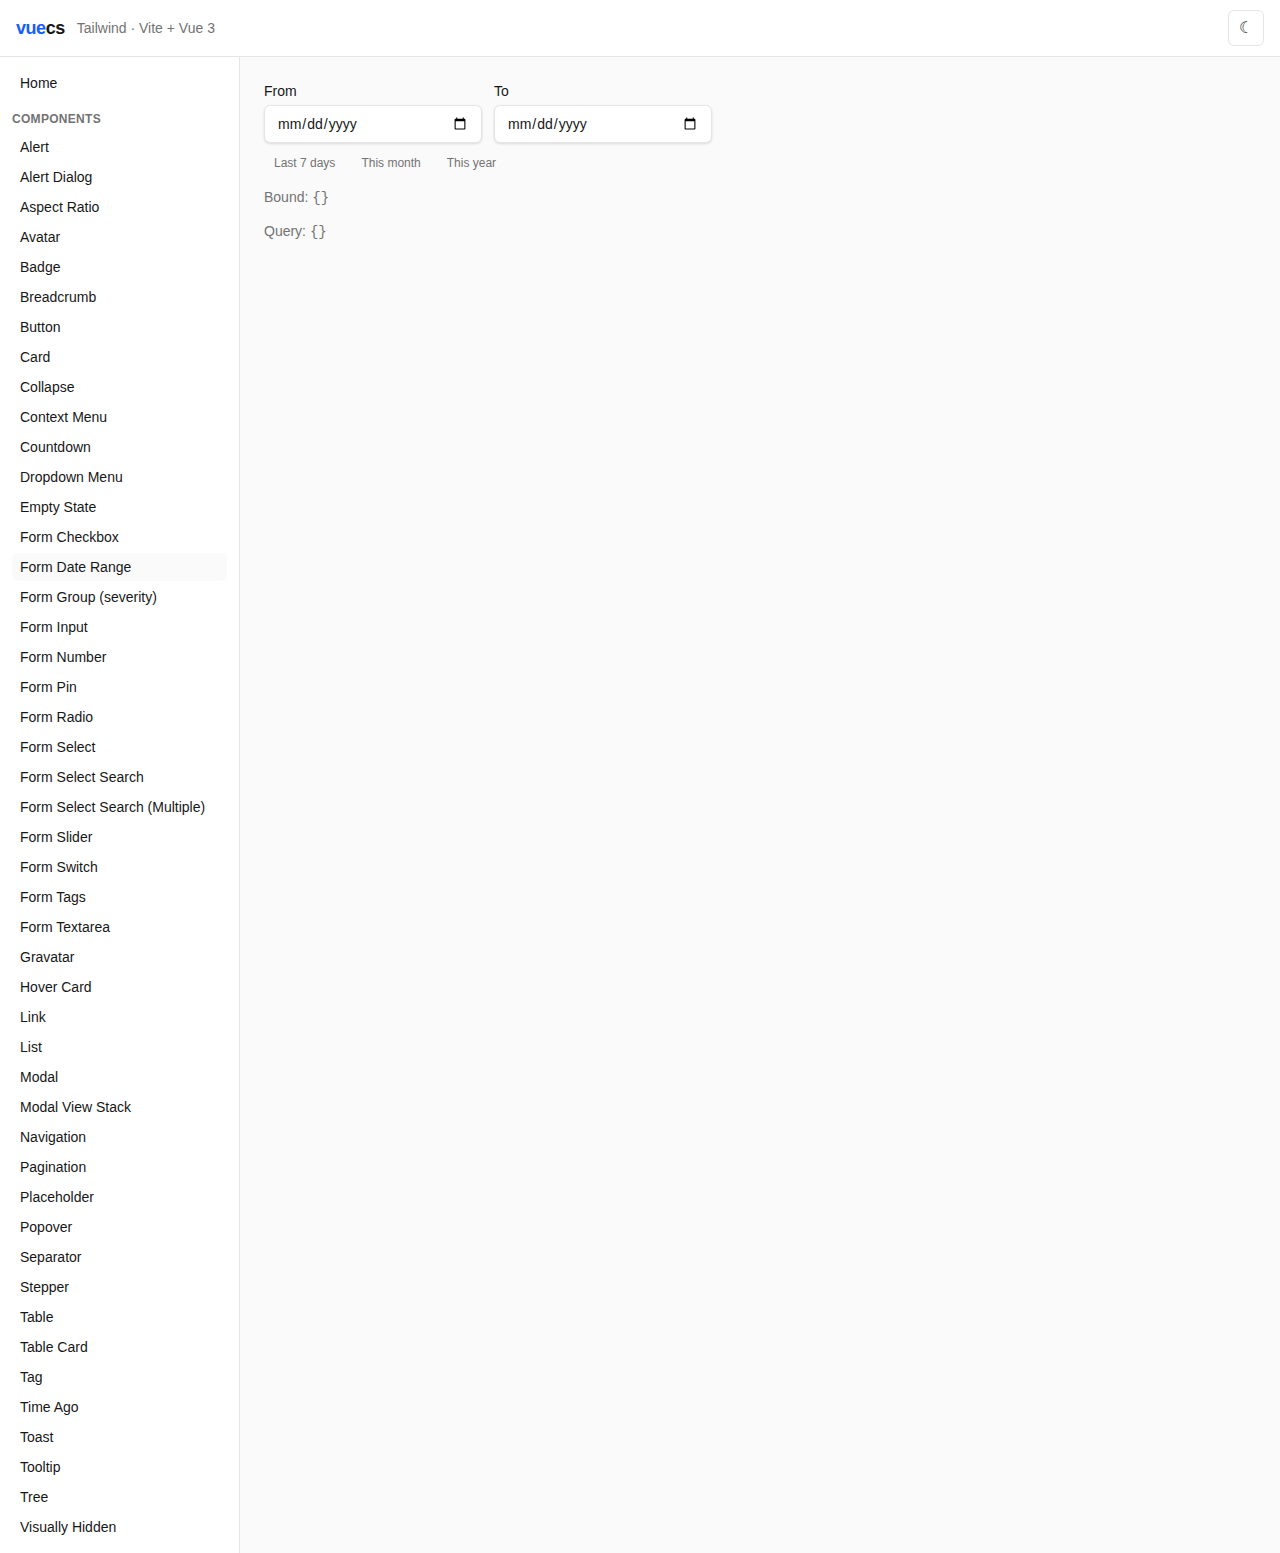 vuecs Tailwind · Vite + Vue 3
Home
COMPONENTS
Alert
Alert Dialog
Aspect Ratio
Avatar
Badge
Breadcrumb
Button
Card
Collapse
Context Menu
Countdown
Dropdown Menu
Empty State
Form Checkbox
Form Date Range
Form Group (severity)
Form Input
Form Number
Form Pin
Form Radio
Form Select
Form Select Search
Form Select Search (Multiple)
Form Slider
Form Switch
Form Tags
Form Textarea
Gravatar
Hover Card
Link
List
Modal
Modal View Stack
Navigation
Pagination
Placeholder
Popover
Separator
Stepper
Table
Table Card
Tag
Time Ago
Toast
Tooltip
Tree
Visually Hidden
From To
mm/dd/yyyy mm/dd/yyyy
Last 7 days This month This year
Bound: {}
Query: {}